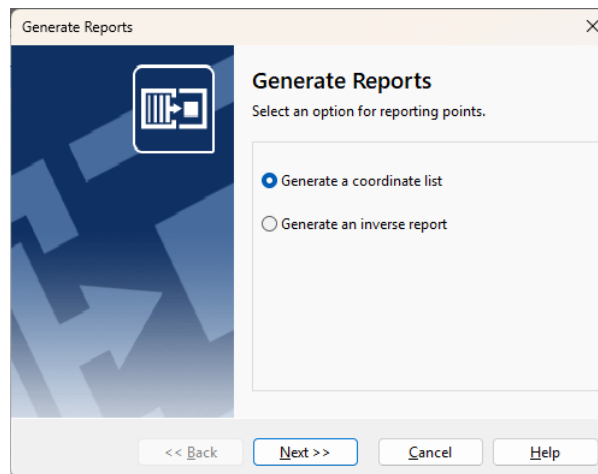 Generate Reports
Generate Reports
Select an option for reporting points.
Generate a coordinate list
Generate an inverse report
<< Back
Next >>
Cancel
Help